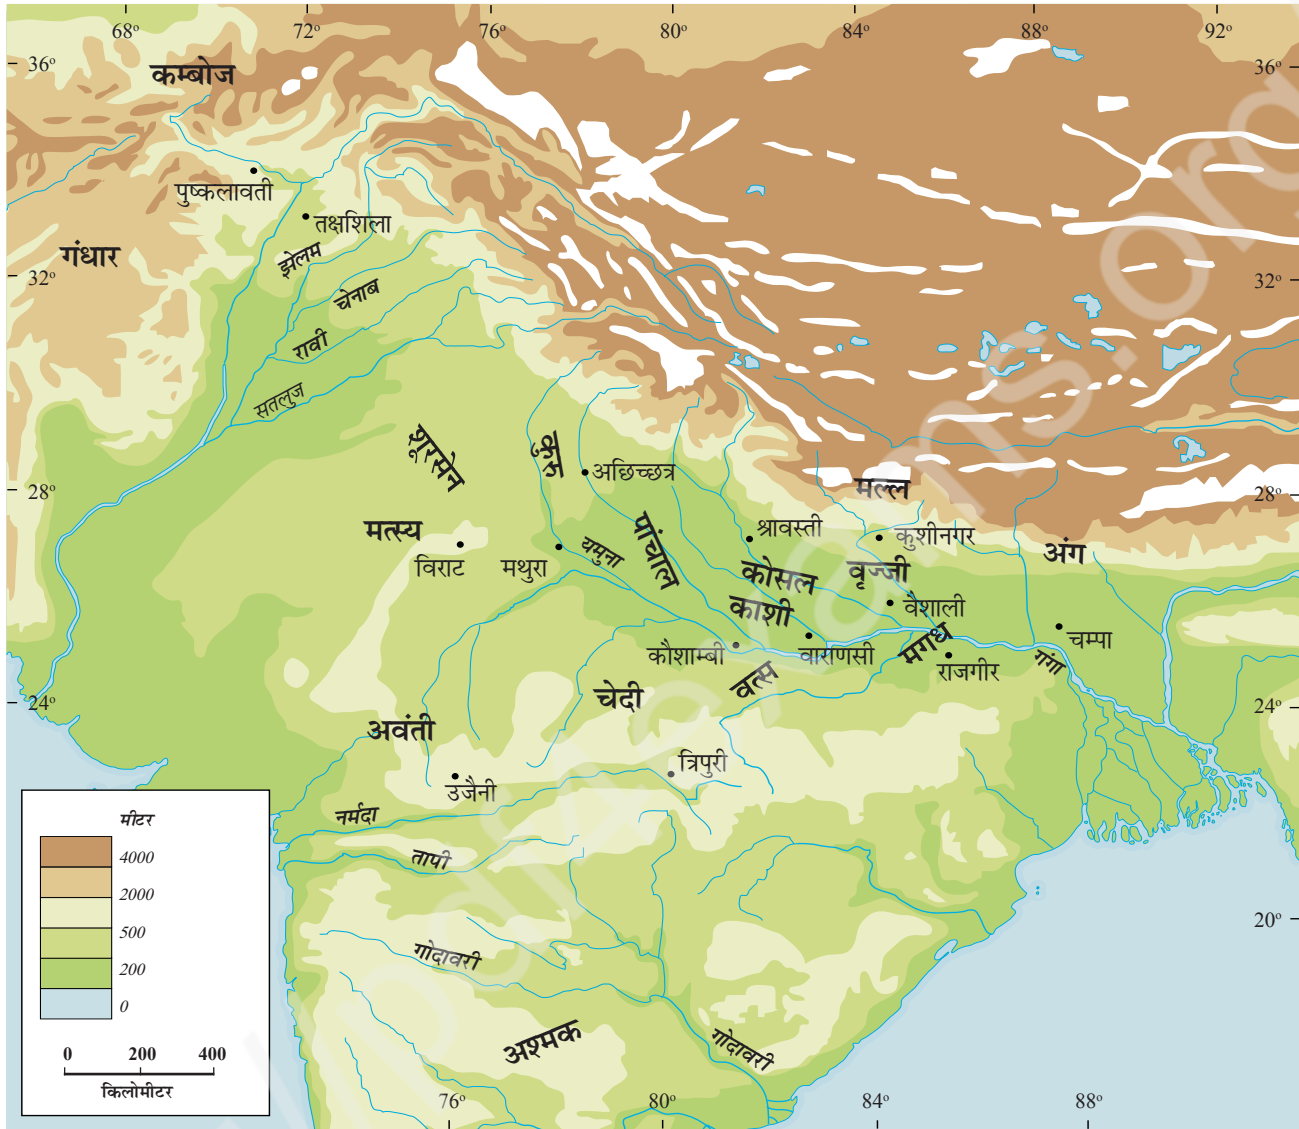 68° 72° 76° 80° 84° 88° 92°
36° 36°
कम्बोज
पुष्कलावती
तक्षशिला
गंधार
झेलम
32° 32°
चेनाब
रावी
सतलुज
शूरसेन
कुरु
अछिच्छत्र
28° 28°
मल्ल
मत्स्य
विराट
मथुरा
यमुना
पांचाल
श्रावस्ती
कुशीनगर
अंग
कोसल
वृज्जी
काशी
वैशाली
कौशाम्बी
वाराणसी
मगध
राजगीर
चम्पा
गंगा
वत्स
चेदी
24° 24°
अवंती
त्रिपुरी
उजैनी
नर्मदा
तापी
मीटर
4000
2000
500
200
0
0 200 400
किलोमीटर
20°
गोदावरी
अश्मक
गोदावरी
76° 80° 84° 88°